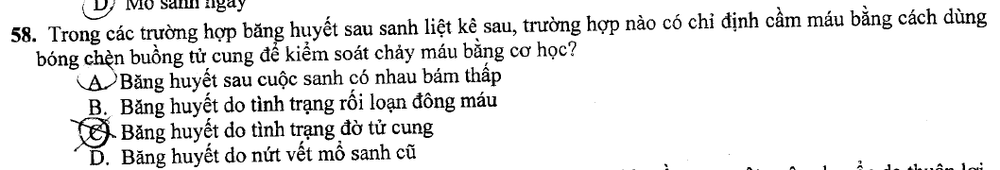 D. Mổ sanh ngay
58. Trong các trường hợp băng huyết sau sanh liệt kê sau, trường hợp nào có chỉ định cầm máu bằng cách dùng
bóng chèn buồng tử cung để kiểm soát chảy máu bằng cơ học?
A. Băng huyết sau cuộc sanh có nhau bám thấp
B. Băng huyết do tình trạng rối loạn đông máu
C. Băng huyết do tình trạng đờ tử cung
D. Băng huyết do nứt vết mổ sanh cũ